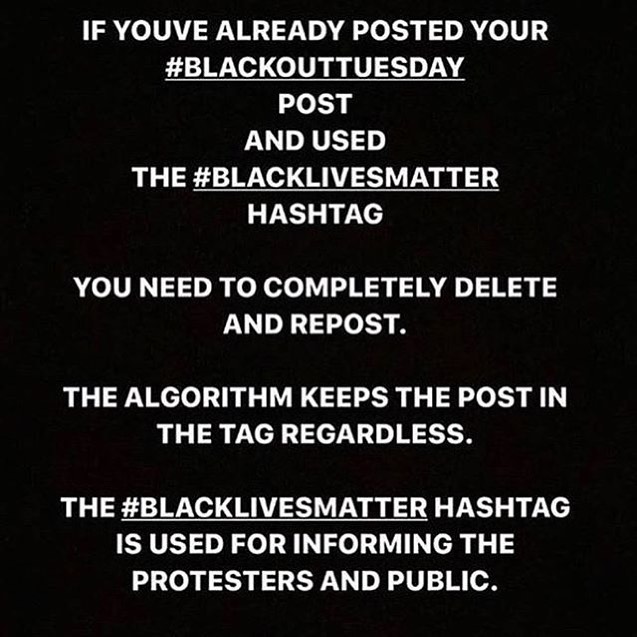 IF YOUVE ALREADY POSTED YOUR
#BLACKOUTTUESDAY
POST
AND USED
THE #BLACKLIVESMATTER
HASHTAG
YOU NEED TO COMPLETELY DELETE
AND REPOST.
THE ALGORITHM KEEPS THE POST IN
THE TAG REGARDLESS.
THE #BLACKLIVESMATTER HASHTAG
IS USED FOR INFORMING THE
PROTESTERS AND PUBLIC.